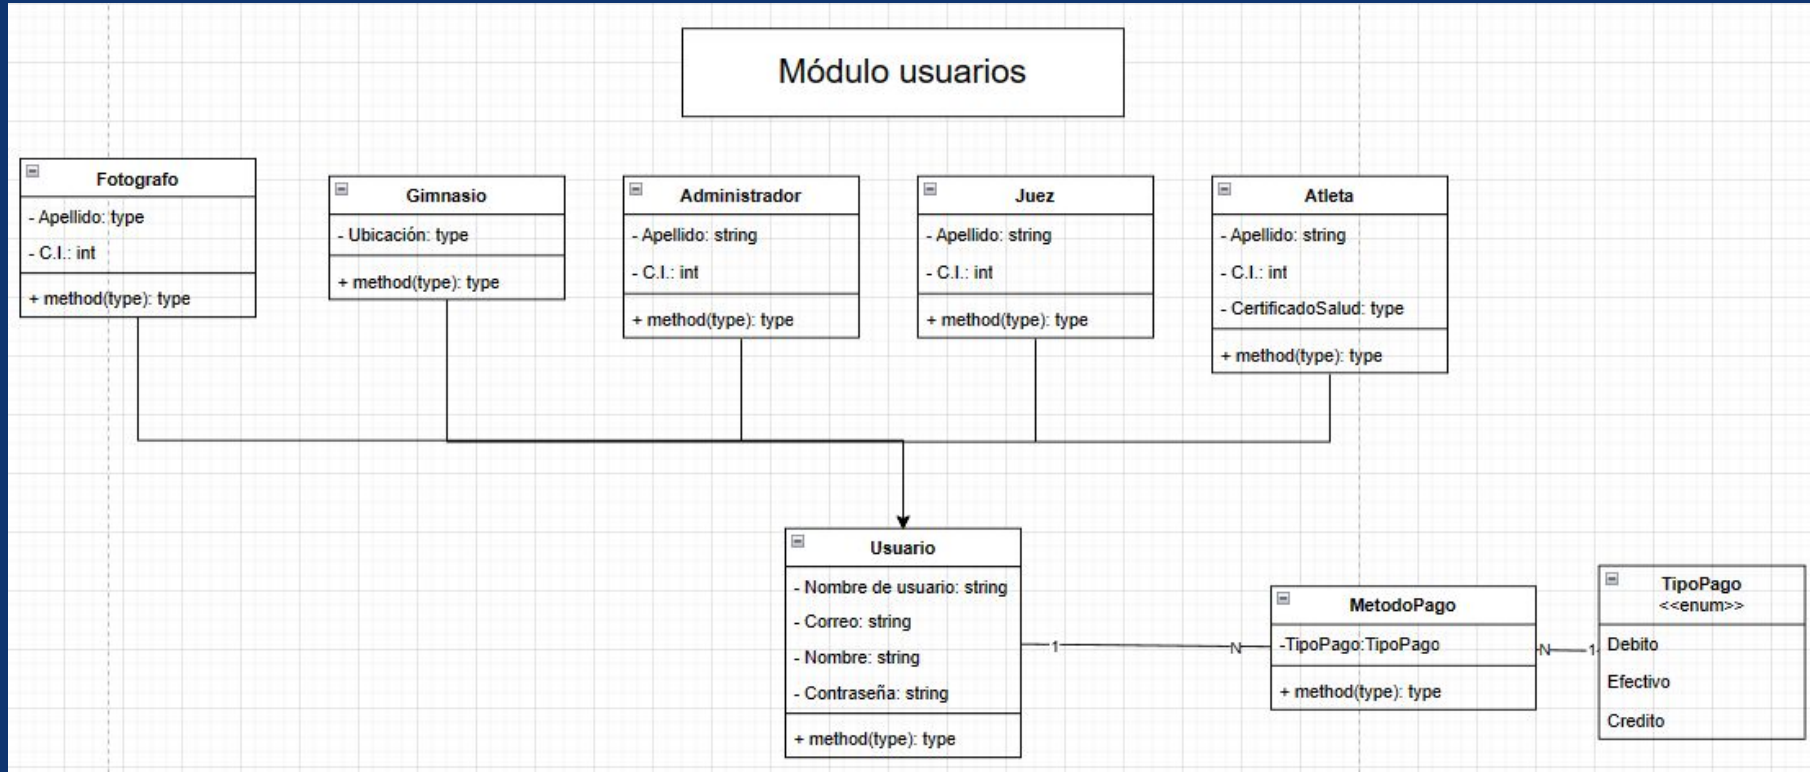 Módulo usuarios
Fotografo
- Apellido: type
- C.I.: int
+ method(type): type
Gimnasio
- Ubicación: type
+ method(type): type
Administrador
- Apellido: string
- C.I.: int
+ method(type): type
Juez
- Apellido: string
- C.I.: int
+ method(type): type
Atleta
- Apellido: string
- C.I.: int
- CertificadoSalud: type
+ method(type): type
Usuario
- Nombre de usuario: string
- Correo: string
- Nombre: string
- Contraseña: string
+ method(type): type
1
N
MetodoPago
-TipoPago:TipoPago
+ method(type): type
N
1
TipoPago
<<enum>>
Debito
Efectivo
Credito